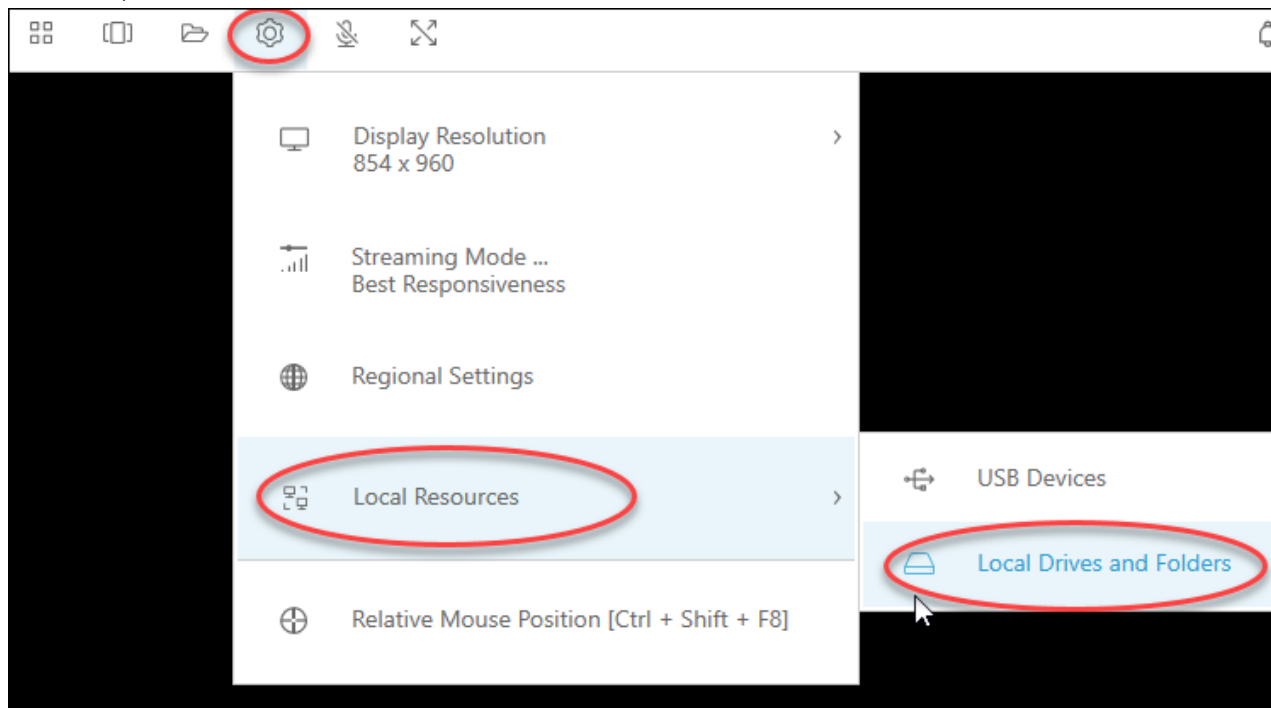 Display Resolution
854 x 960
Streaming Mode ...
Best Responsiveness
Regional Settings
Local Resources
USB Devices
Local Drives and Folders
Relative Mouse Position [Ctrl + Shift + F8]